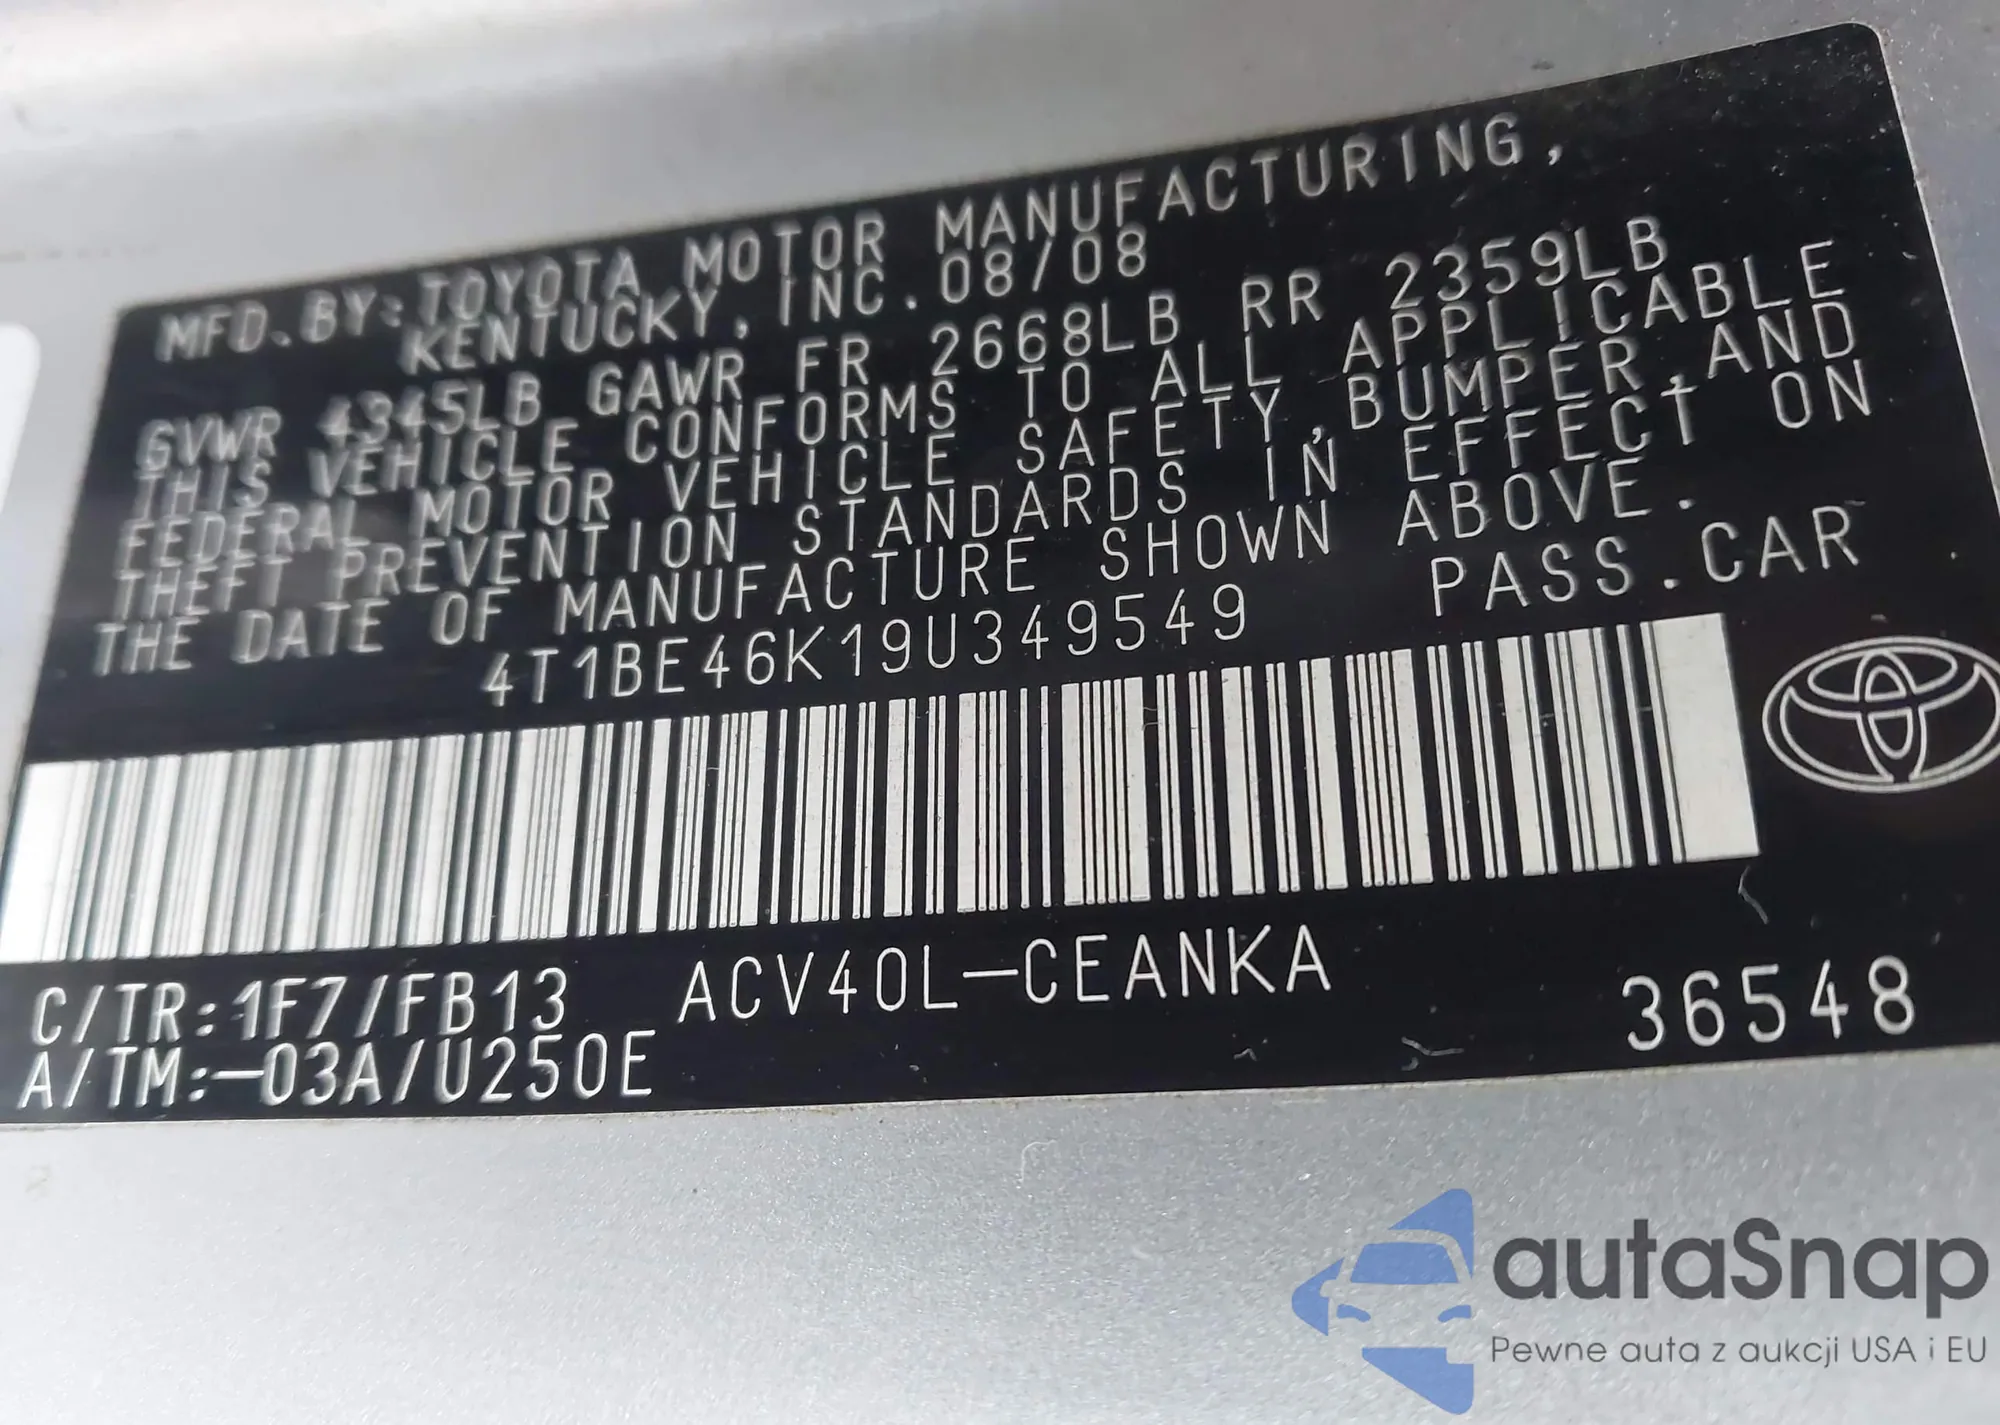 MFD.BY:TOYOTA MOTOR MANUFACTURING,
KENTUCKY, INC. 08/08
GVWR 4345LB GAWR FR 2668LB RR 2359LB
THIS VEHICLE CONFORMS TO ALL APPLICABLE
FEDERAL MOTOR VEHICLE SAFETY,BUMPER,AND
THEFT PREVENTION STANDARDS IN EFFECT ON
THE DATE OF MANUFACTURE SHOWN ABOVE.
4T1BE46K19U349549 PASS.CAR
C/TR:1F7/FB13 ACV40L-CEANKA
A/TM:-03A/U250E 36548
autaSnap
Pewne auta z aukcji USA i EU